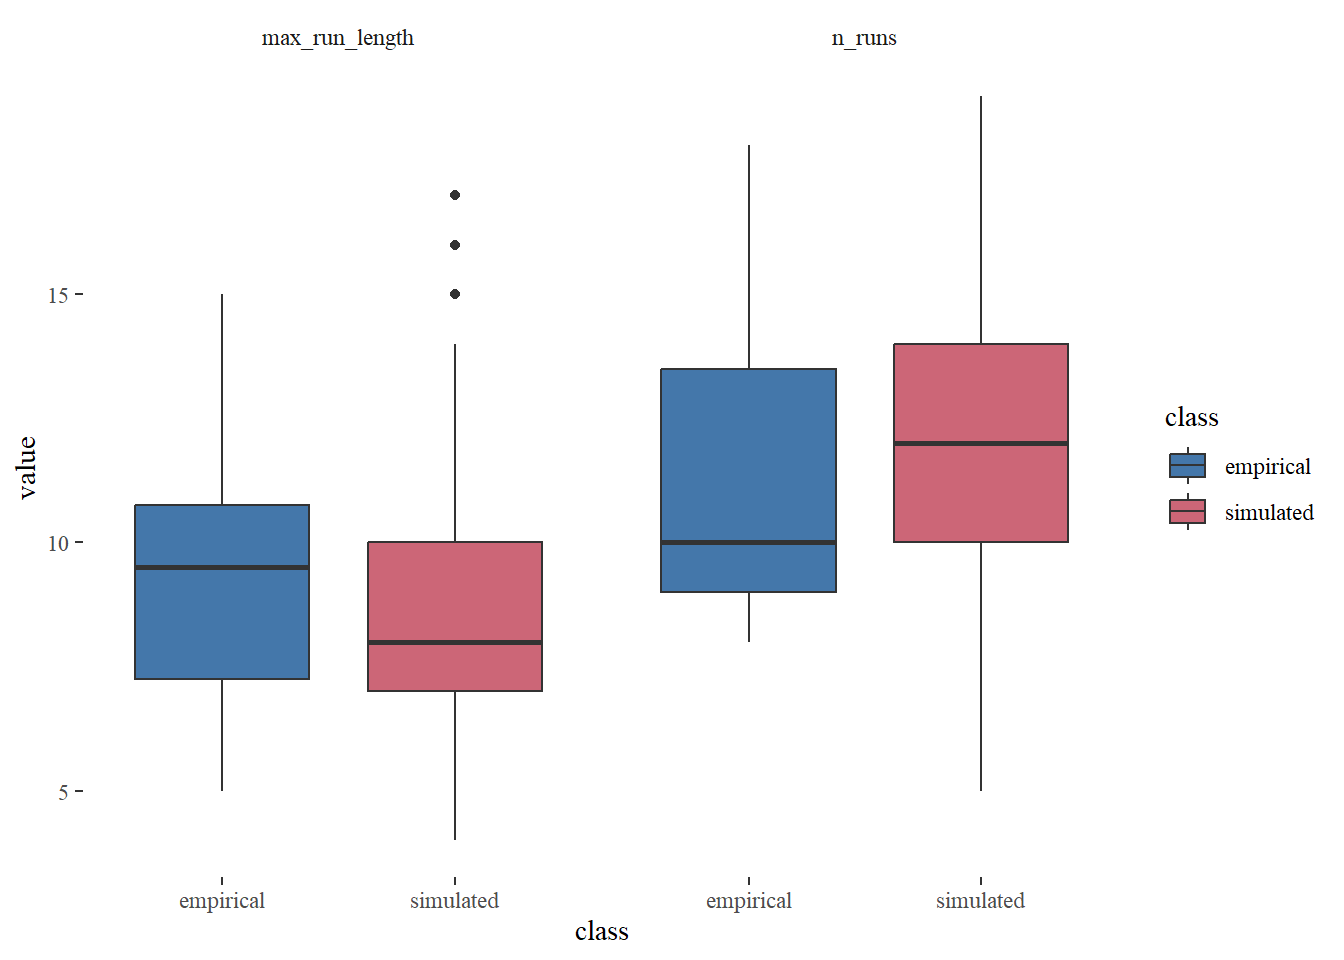 max_run_length
n_runs
value
15
10
5
empirical
simulated
empirical
simulated
class
class
empirical
simulated